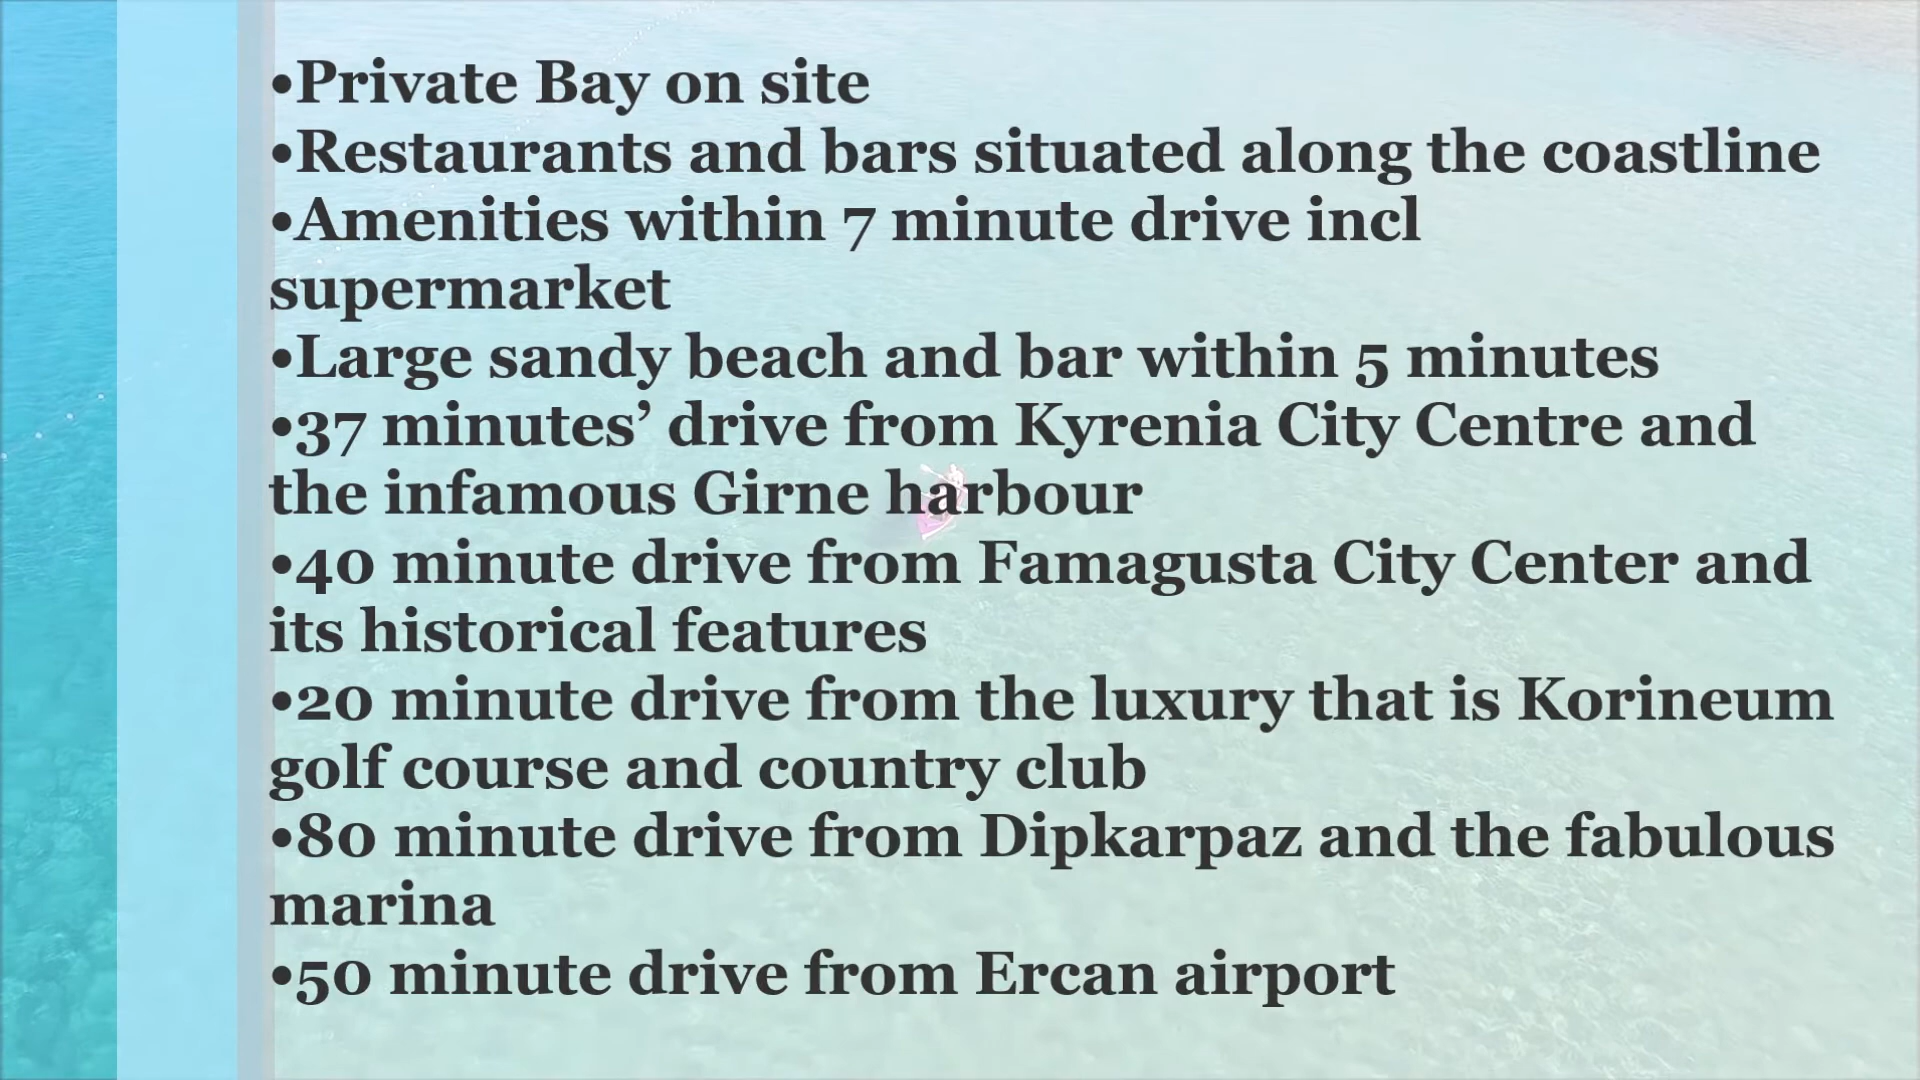 •Private Bay on site
•Restaurants and bars situated along the coastline
•Amenities within 7 minute drive incl
supermarket
•Large sandy beach and bar within 5 minutes
•37 minutes’ drive from Kyrenia City Centre and
the infamous Girne harbour
•40 minute drive from Famagusta City Center and
its historical features
•20 minute drive from the luxury that is Korineum
golf course and country club
•80 minute drive from Dipkarpaz and the fabulous
marina
•50 minute drive from Ercan airport